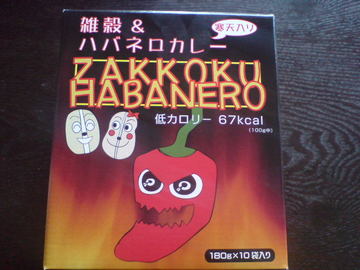 雑穀 &
寒天入り
ハバネロカレー
ZAKKOKU
HABANERO
低カロリー 67kcal
(100g中)
180g×10袋入り